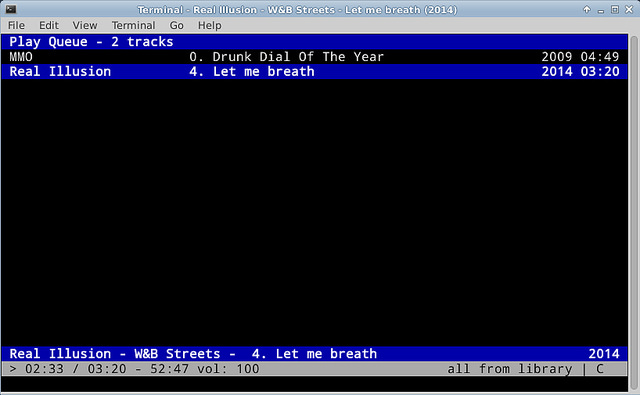 Terminal - Real Illusion - W&B Streets - Let me breath (2014)
File Edit View Terminal Go Help
Play Queue - 2 tracks
MMO 0. Drunk Dial Of The Year 2009 04:49
Real Illusion 4. Let me breath 2014 03:20
Real Illusion - W&B Streets - 4. Let me breath 2014
> 02:33 / 03:20 - 52:47 vol: 100 all from library | C